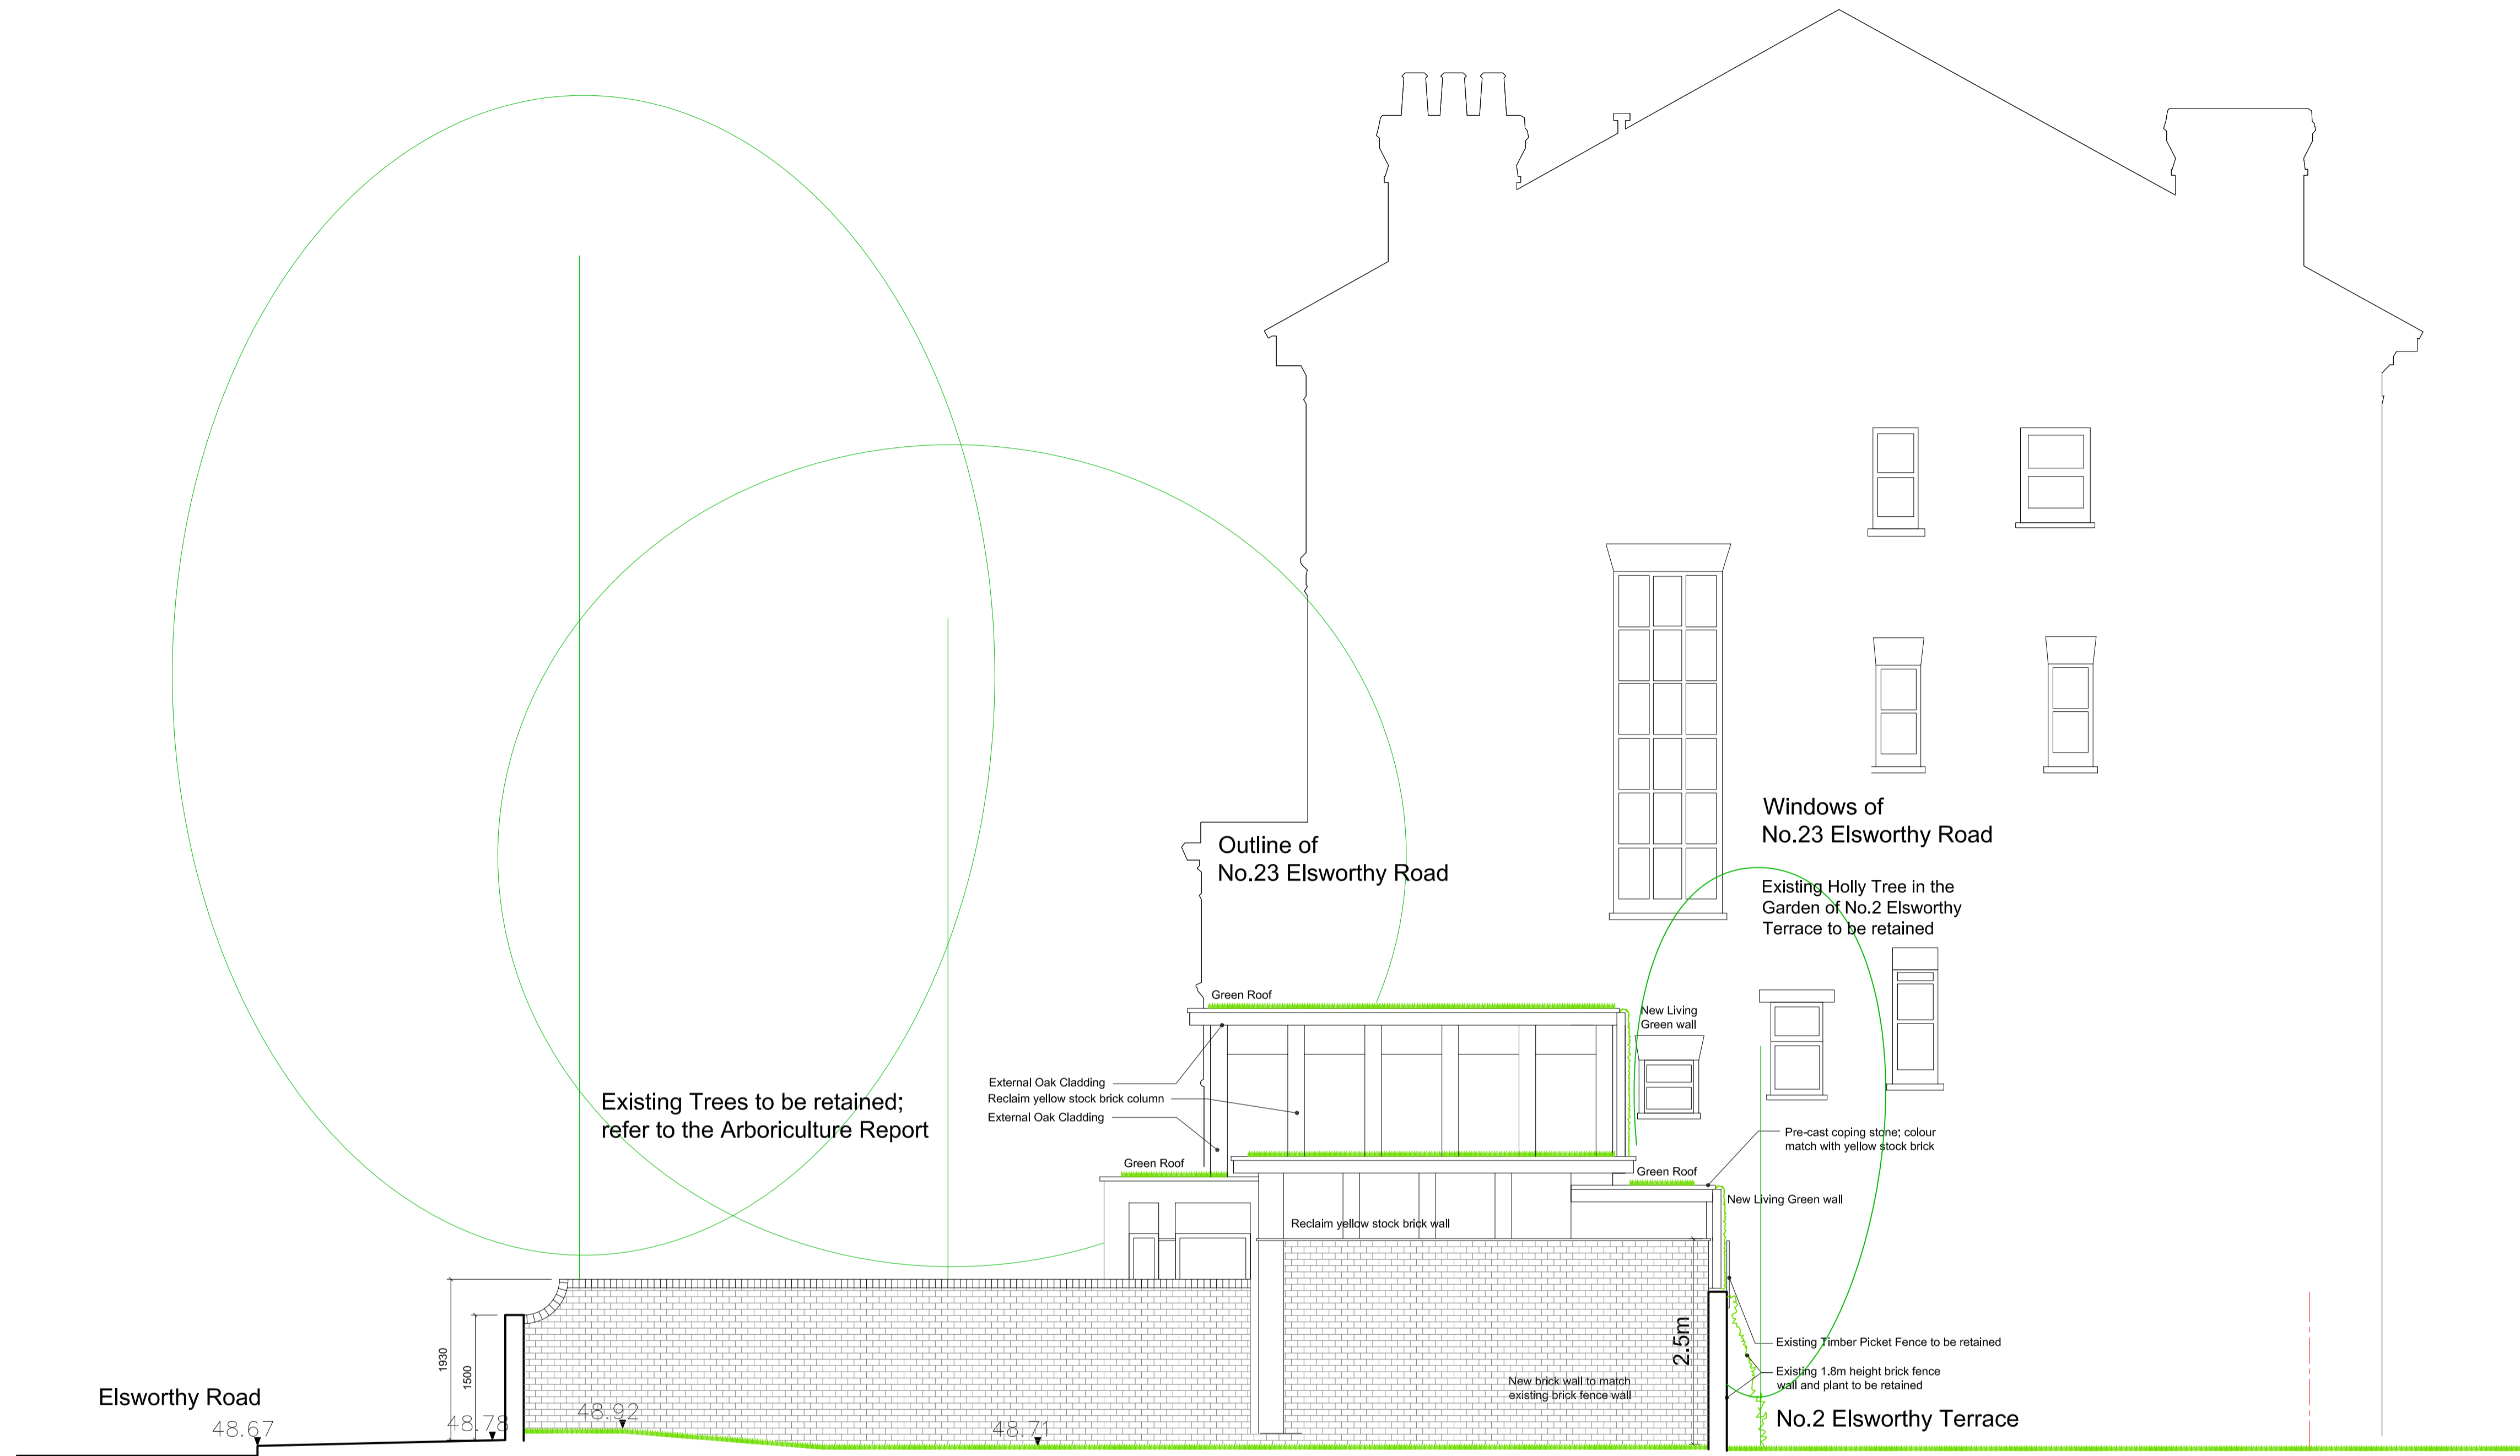 Windows of
No.23 Elsworthy Road
Outline of
No.23 Elsworthy Road
Existing Holly Tree in the
Garden of No.2 Elsworthy
Terrace to be retained
Green Roof
New Living
Green wall
External Oak Cladding
Reclaim yellow stock brick column
External Oak Cladding
Existing Trees to be retained;
refer to the Arboriculture Report
Pre-cast coping stone; colour
match with yellow stock brick
Green Roof
Green Roof
New Living Green wall
Reclaim yellow stock brick wall
1930
1500
2.5m
Existing Timber Picket Fence to be retained
Existing 1.8m height brick fence
wall and plant to be retained
New brick wall to match
existing brick fence wall
Elsworthy Road
No.2 Elsworthy Terrace
48.67
48.78
48.92
48.71